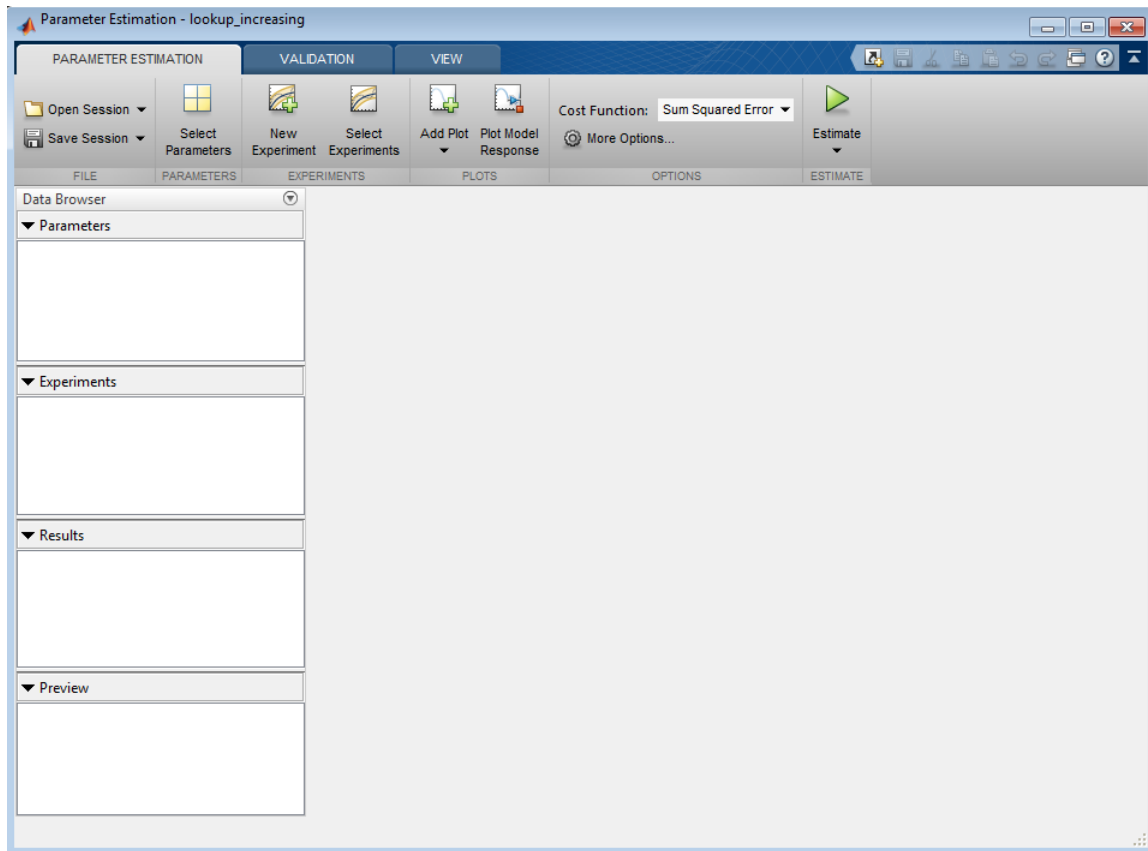 Parameter Estimation - lookup_increasing
PARAMETER ESTIMATION VALIDATION VIEW
Open Session
Save Session
Select
Parameters
New
Experiment
Select
Experiments
Add Plot
Plot Model
Response
Cost Function: Sum Squared Error
More Options...
Estimate
FILE PARAMETERS EXPERIMENTS PLOTS OPTIONS ESTIMATE
Data Browser
Parameters
Experiments
Results
Preview